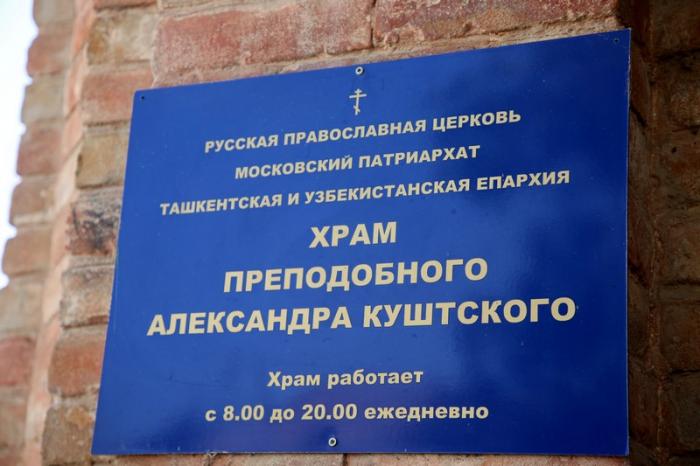 РУССКАЯ ПРАВОСЛАВНАЯ ЦЕРКОВЬ
МОСКОВСКИЙ ПАТРИАРХАТ
ТАШКЕНТСКАЯ И УЗБЕКИСТАНСКАЯ ЕПАРХИЯ
ХРАМ
ПРЕПОДОБНОГО
АЛЕКСАНДРА КУШТСКОГО
Храм работает
с 8.00 до 20.00 ежедневно